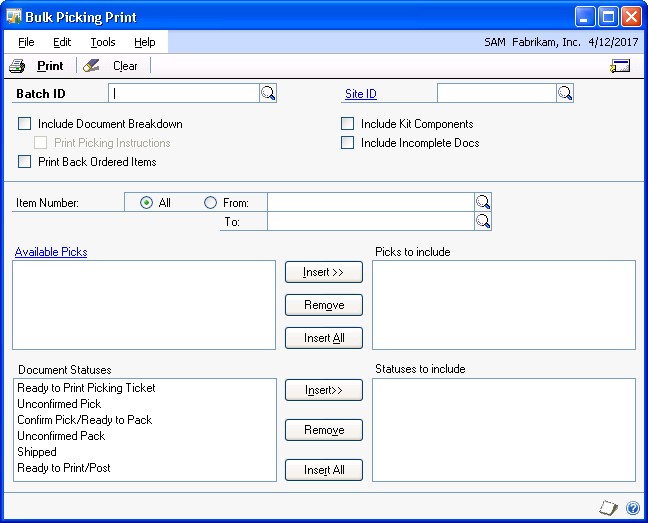 Bulk Picking Print
File Edit Tools Help SAM Fabrikam, Inc. 4/12/2017
Print Clear
Batch ID Site ID
Include Document Breakdown Include Kit Components
Print Picking Instructions Include Incomplete Docs
Print Back Ordered Items
Item Number: All From:
To:
Available Picks Picks to include
Insert >>
Remove
Insert All
Document Statuses Statuses to include
Ready to Print Picking Ticket
Insert>>
Unconfirmed Pick
Confirm Pick/Ready to Pack
Unconfirmed Pack
Remove
Shipped
Ready to Print/Post
Insert All